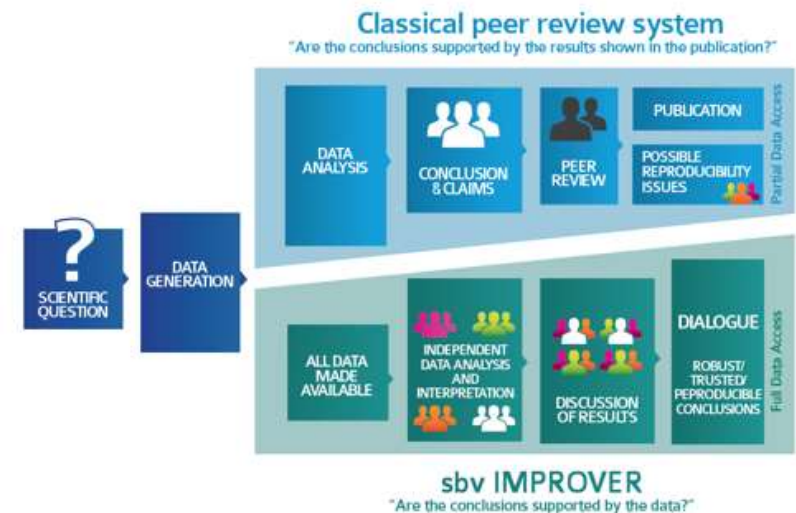 Classical peer review system
"Are the conclusions supported by the results shown in the publication?"
?
SCIENTIFIC
QUESTION
DATA
GENERATION
DATA
ANALYSIS
CONCLUSION
& CLAIMS
PEER
REVIEW
PUBLICATION
POSSIBLE
REPRODUCIBILITY
ISSUES
Partial Data Access
ALL DATA
MADE
AVAILABLE
INDEPENDENT
DATA ANALYSIS
AND
INTERPRETATION
DISCUSSION
OF RESULTS
DIALOGUE
ROBUST/
TRUSTED/
PEPRODUCIBLE
CONCLUSIONS
Full Data Access
sbv IMPROVER
"Are the conclusions supported by the data?"